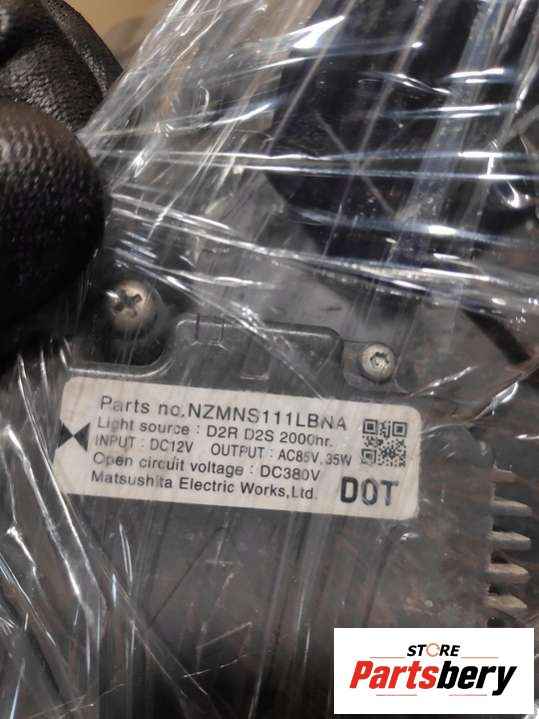 Parts no.NZMNS111LBNA
Light source : D2R D2S 2000hr.
INPUT : DC12V OUTPUT : AC85V, 35W
Open circuit voltage : DC380V
Matsushita Electric Works,Ltd.
DOT
STORE
Partsbery